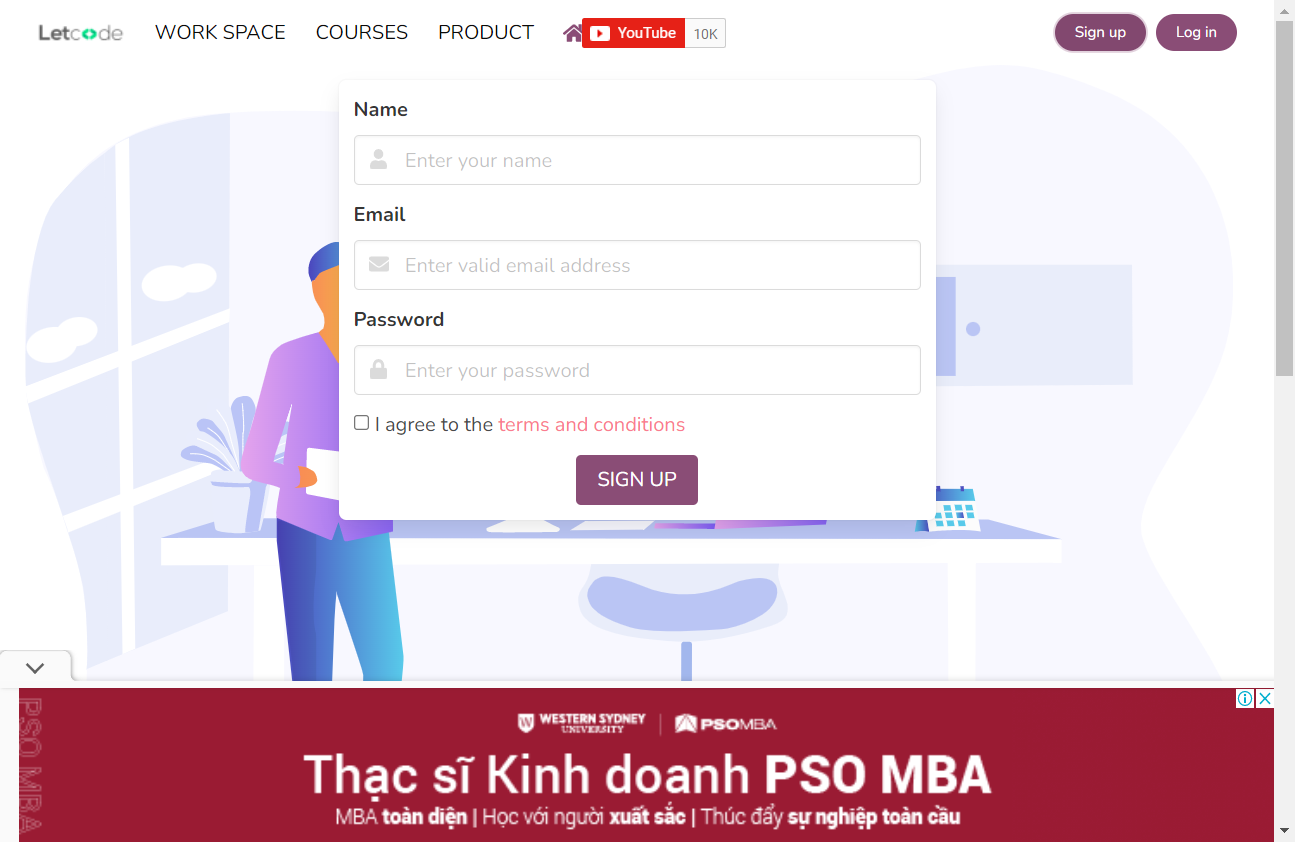 Letcode WORK SPACE COURSES PRODUCT YouTube 10K Sign up Log in
Name
Enter your name
Email
Enter valid email address
Password
Enter your password
I agree to the terms and conditions
SIGN UP
PSO MBA
WESTERN SYDNEY UNIVERSITY | PSOMBA
Thạc sĩ Kinh doanh PSO MBA
MBA toàn diện | Học với người xuất sắc | Thúc đẩy sự nghiệp toàn cầu